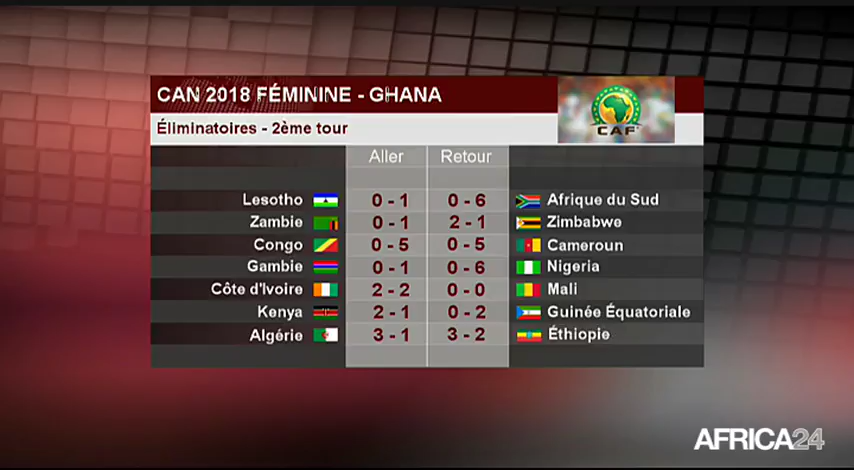 CAN 2018 FÉMININE - GHANA
CAF
Éliminatoires - 2ème tour
Aller Retour
Lesotho 0 - 1 0 - 6 Afrique du Sud
Zambie 0 - 1 2 - 1 Zimbabwe
Congo 0 - 5 0 - 5 Cameroun
Gambie 0 - 1 0 - 6 Nigeria
Côte d'Ivoire 2 - 2 0 - 0 Mali
Kenya 2 - 1 0 - 2 Guinée Équatoriale
Algérie 3 - 1 3 - 2 Éthiopie
AFRICA24